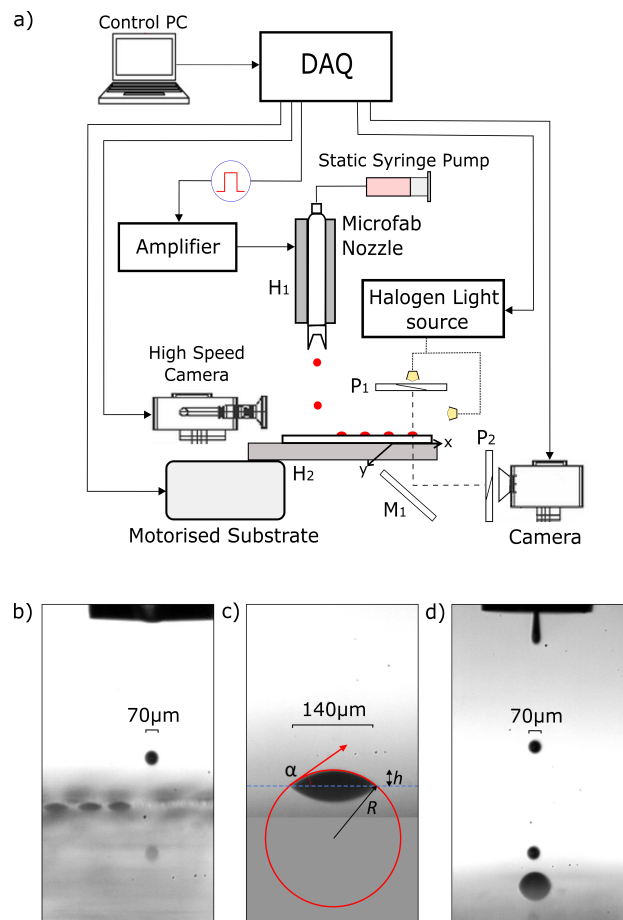 a)
Control PC
DAQ
Static Syringe Pump
Microfab
Nozzle
Amplifier
H1
Halogen Light
source
High Speed
Camera
P1
P2
x
y
H2
M1
Motorised Substrate
Camera
b)
c)
d)
70μm
140μm
70μm
α
h
R